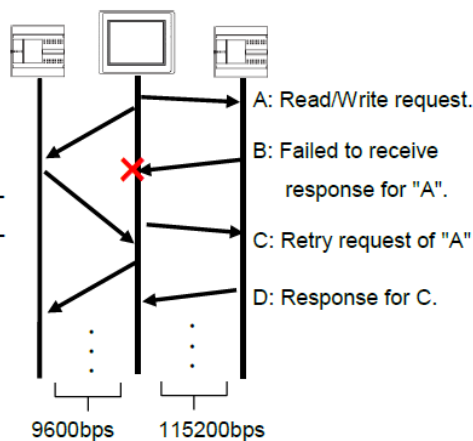 A: Read/Write request.
B: Failed to receive
response for "A".
C: Retry request of "A"
D: Response for C.
9600bps
115200bps